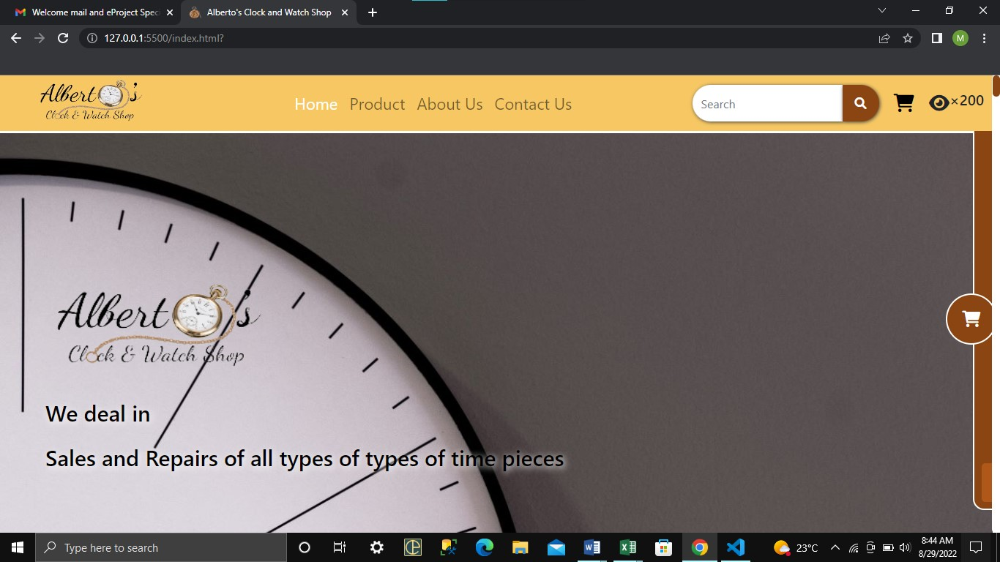 Welcome mail and eProject Spec
Alberto's Clock and Watch Shop
127.0.0.1:5500/index.html?
M
AlbertO's
Clock & Watch Shop
Home
Product
About Us
Contact Us
Search
×200
AlbertO's
Clock & Watch Shop
We deal in
Sales and Repairs of all types of types of time pieces
Type here to search
23°C
8:44 AM
8/29/2022